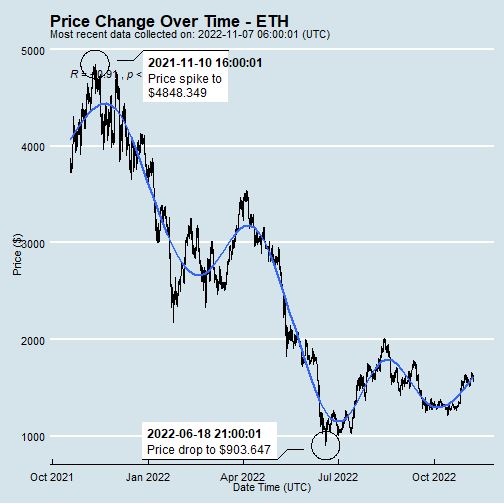 Price Change Over Time - ETH
Most recent data collected on: 2022-11-07 06:00:01 (UTC)
5000
2021-11-10 16:00:01
Price spike to
$4848.349
R
, p <
4000
3000
Price ($)
2000
2022-06-18 21:00:01
Price drop to $903.647
1000
Oct 2021
Jan 2022
Apr 2022
Jul 2022
Oct 2022
Date Time (UTC)